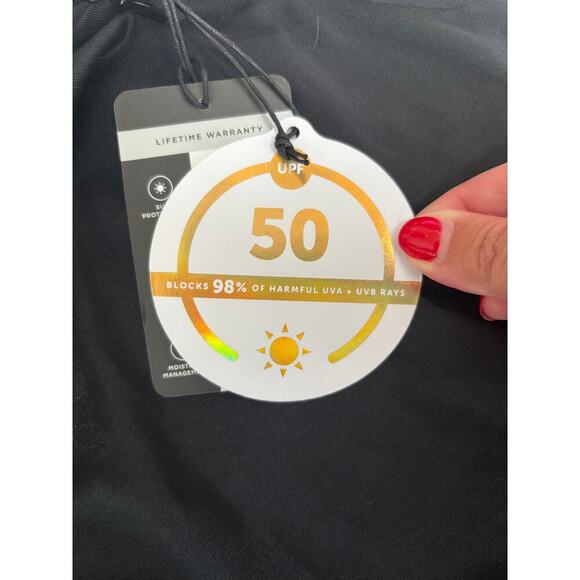 LIFETIME WARRANTY
UPF
50
BLOCKS 98% OF HARMFUL UVA + UVB RAYS